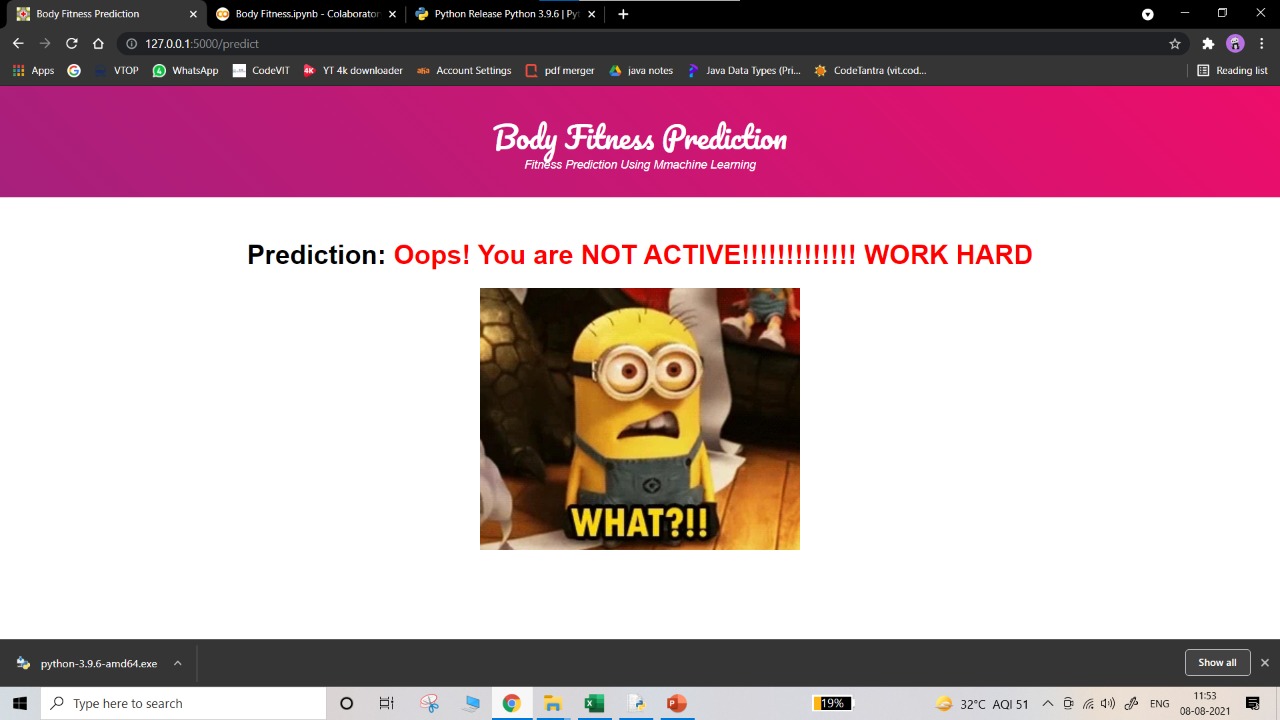 Body Fitness Prediction
Body Fitness.ipynb - Colaborator
Python Release Python 3.9.6 | Pyt
127.0.0.1:5000/predict
Apps
VTOP
WhatsApp
CodeVIT
4K YT 4k downloader
Account Settings
pdf merger
java notes
Java Data Types (Pri...
CodeTantra (vit.cod...
Reading list
Body Fitness Prediction
Fitness Prediction Using Mmachine Learning
Prediction: Oops! You are NOT ACTIVE!!!!!!!!!!!!! WORK HARD
WHAT?!!
python-3.9.6-amd64.exe
Show all
Type here to search
19%
32°C AQI 51
ENG
11:53
08-08-2021